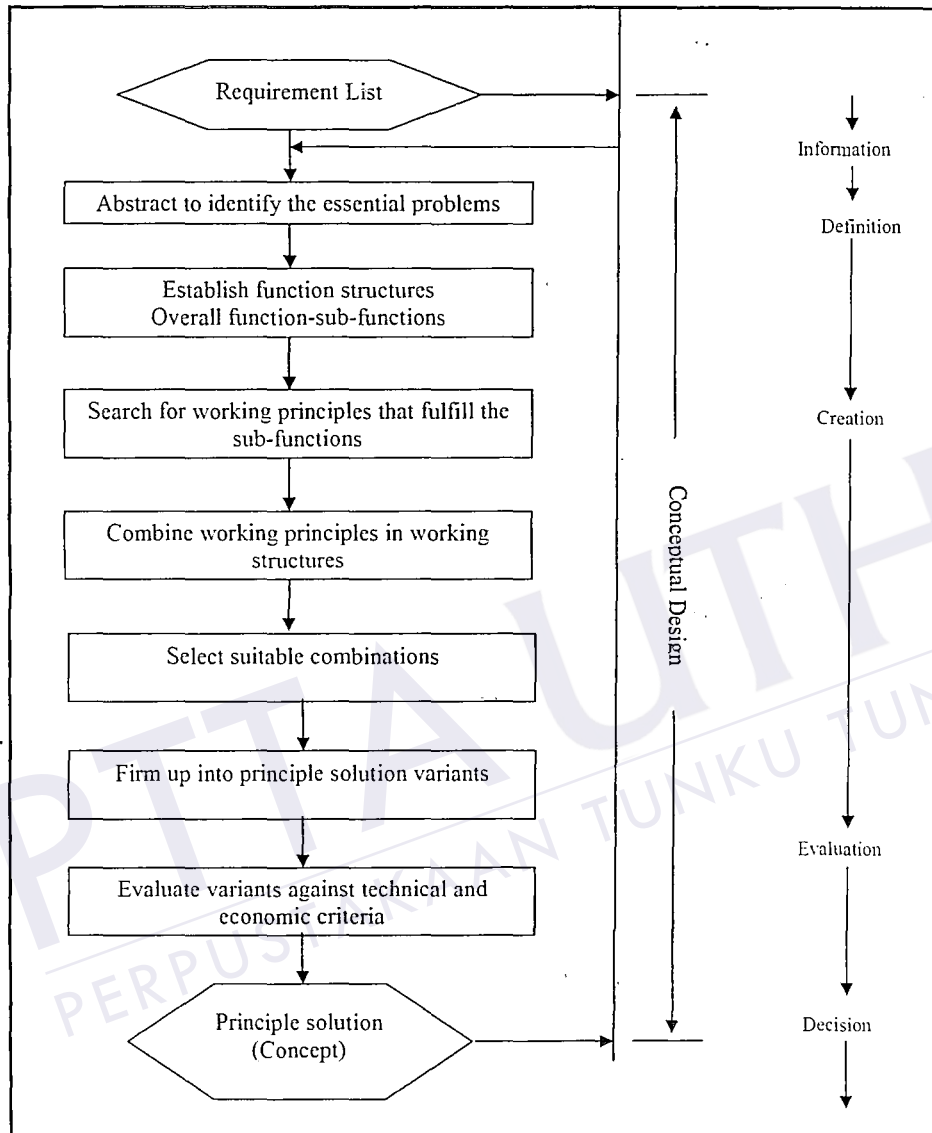 Requirement List
Abstract to identify the essential problems
Establish function structures
Overall function-sub-functions
Search for working principles that fulfill the
sub-functions
Combine working principles in working
structures
Select suitable combinations
Firm up into principle solution variants
Evaluate variants against technical and
economic criteria
Principle solution
(Concept)
Conceptual Design
Information
Definition
Creation
Evaluation
Decision
PTTA UTH
PERPUSTAKAAN TUNKU TUN